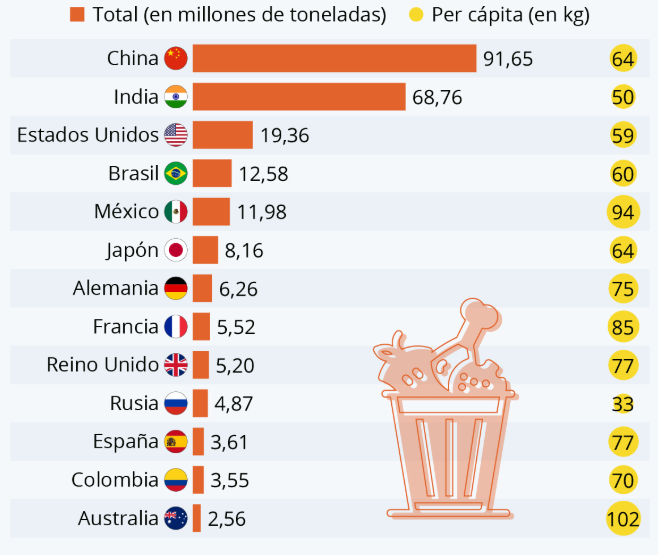 Total (en millones de toneladas) Per cápita (en kg)
China 91,65 64
India 68,76 50
Estados Unidos 19,36 59
Brasil 12,58 60
México 11,98 94
Japón 8,16 64
Alemania 6,26 75
Francia 5,52 85
Reino Unido 5,20 77
Rusia 4,87 33
España 3,61 77
Colombia 3,55 70
Australia 2,56 102